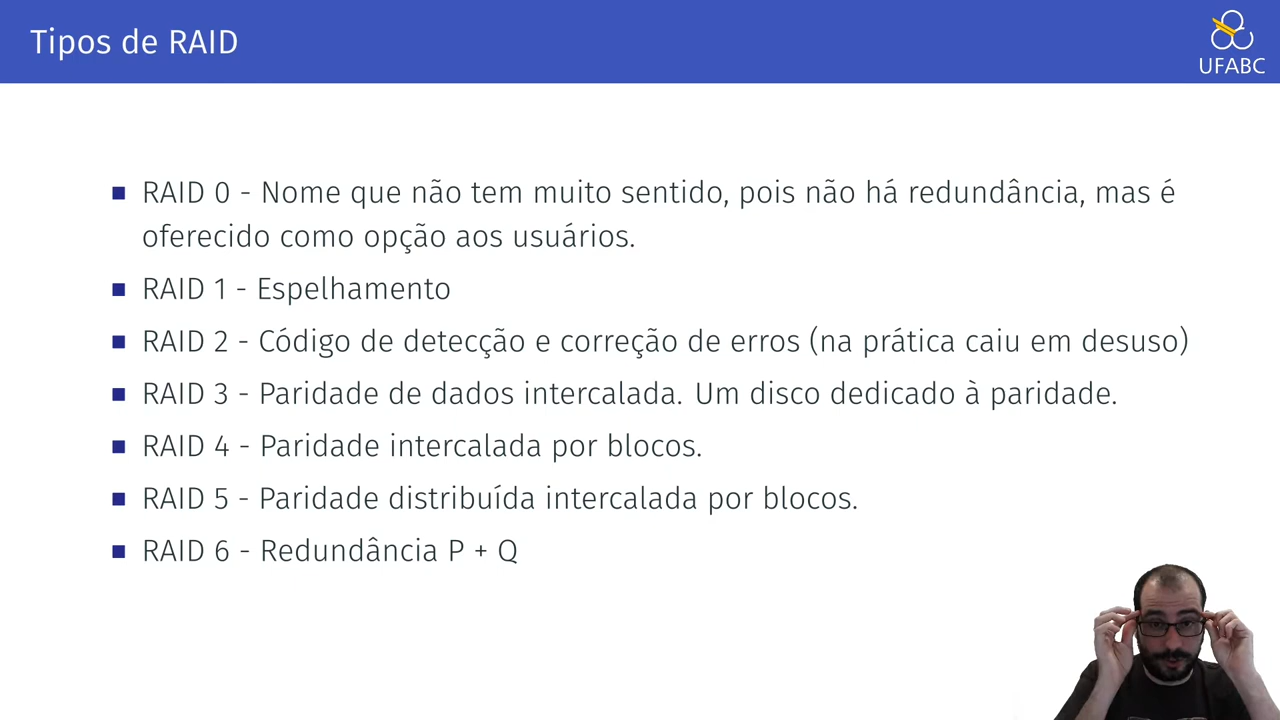 Tipos de RAID
UFABC
RAID 0 - Nome que não tem muito sentido, pois não há redundância, mas é
oferecido como opção aos usuários.
RAID 1 - Espelhamento
RAID 2 - Código de detecção e correção de erros (na prática caiu em desuso)
RAID 3 - Paridade de dados intercalada. Um disco dedicado à paridade.
RAID 4 - Paridade intercalada por blocos.
RAID 5 - Paridade distribuída intercalada por blocos.
RAID 6 - Redundância P + Q